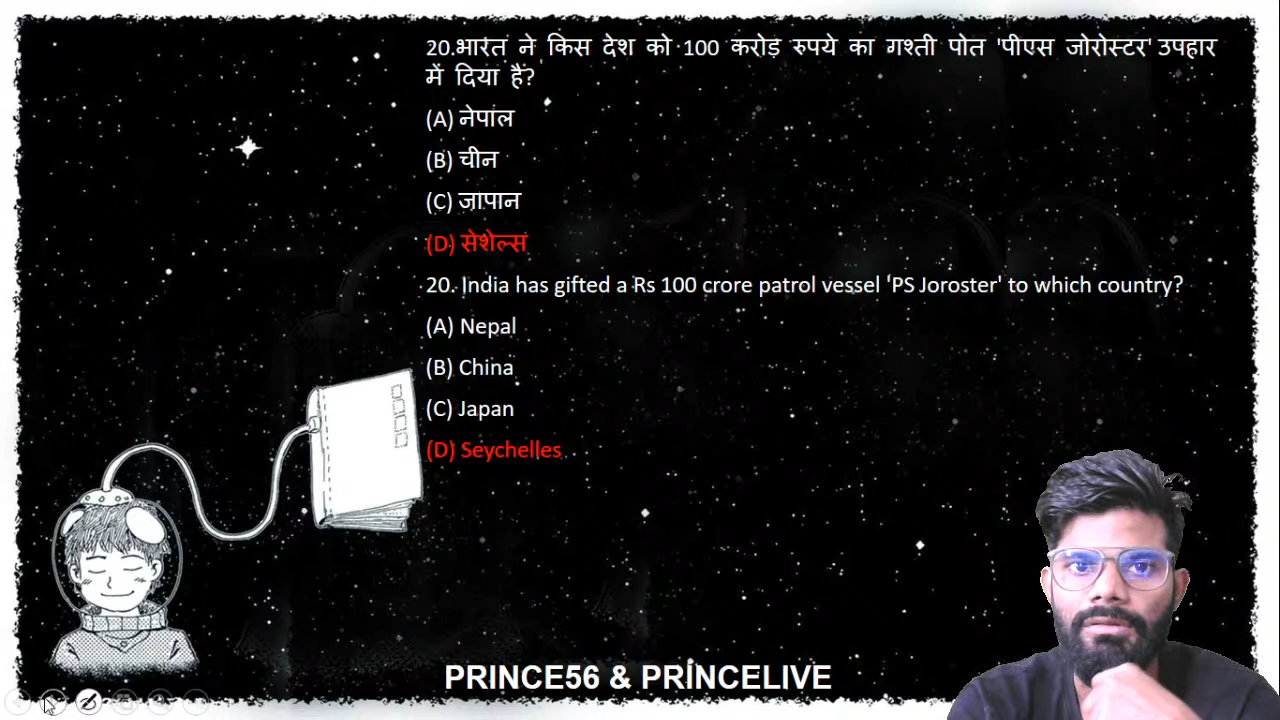 20.भारत ने किस देश को 100 करोड़ रुपये का गश्ती पोत 'पीएस जोरोस्टर' उपहार
में दिया है?
(A) नेपाल
(B) चीन
(C) जापान
(D) सेशेल्स
20. India has gifted a Rs 100 crore patrol vessel 'PS Joroster' to which country?
(A) Nepal
(B) China
(C) Japan
(D) Seychelles
PRINCE56 & PRINCELIVE